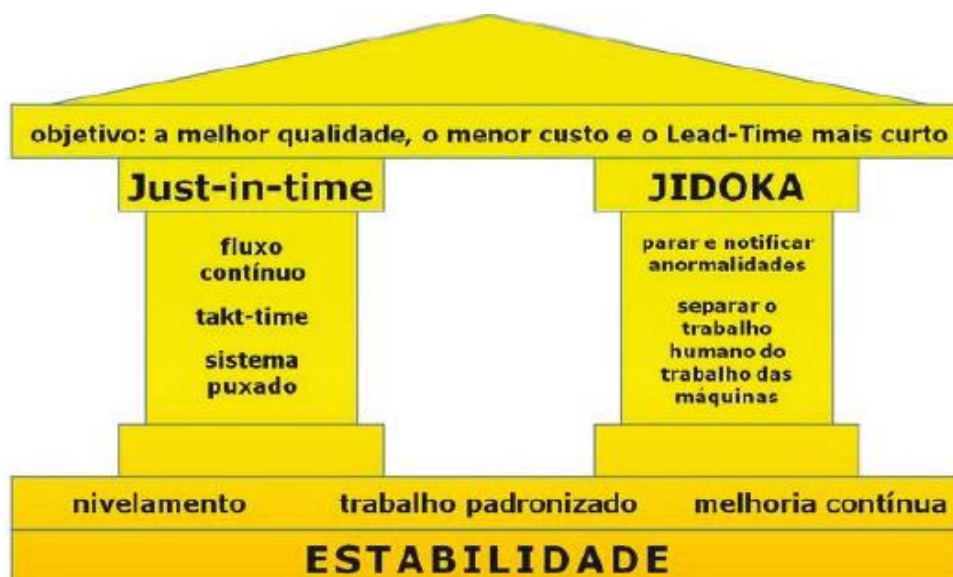 objetivo: a melhor qualidade, o menor custo e o Lead-Time mais curto
Just-in-time
fluxo
contínuo
takt-time
sistema
puxado
JIDOKA
parar e notificar
anormalidades
separar o
trabalho
humano do
trabalho das
máquinas
nivelamento trabalho padronizado melhoria contínua
ESTABILIDADE